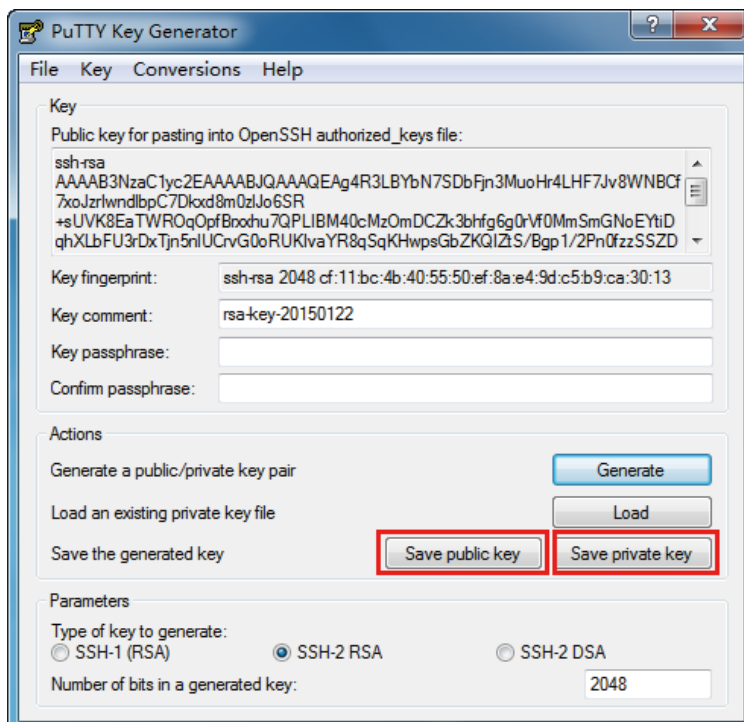 PuTTY Key Generator
File Key Conversions Help
Key
Public key for pasting into OpenSSH authorized_keys file:
ssh-rsa
AAAAB3NzaC1yc2EAAAABJQAAAQEAg4R3LBYbN7SDbFjn3MuoHr4LHF7Jv8WNBCf
7xoJzrlwndlbpC7Dkxd8m0zlJo6SR
+sUVK8EaTWROqOpfBrxxhu7QPLIBM40cMzOmDCZk3bhfg6g0rVf0MmSmGNoEYtiD
qhXLbFU3rDxTjn5nIUCrvG0oRUKIvaYR8qSqKHwpsGbZKQIZtS/Bgp1/2Pn0fzzSSZD
Key fingerprint: ssh-rsa 2048 cf:11:bc:4b:40:55:50:ef:8a:e4:9d:c5:b9:ca:30:13
Key comment: rsa-key-20150122
Key passphrase:
Confirm passphrase:
Actions
Generate a public/private key pair Generate
Load an existing private key file Load
Save the generated key Save public key Save private key
Parameters
Type of key to generate:
SSH-1 (RSA) SSH-2 RSA SSH-2 DSA
Number of bits in a generated key: 2048